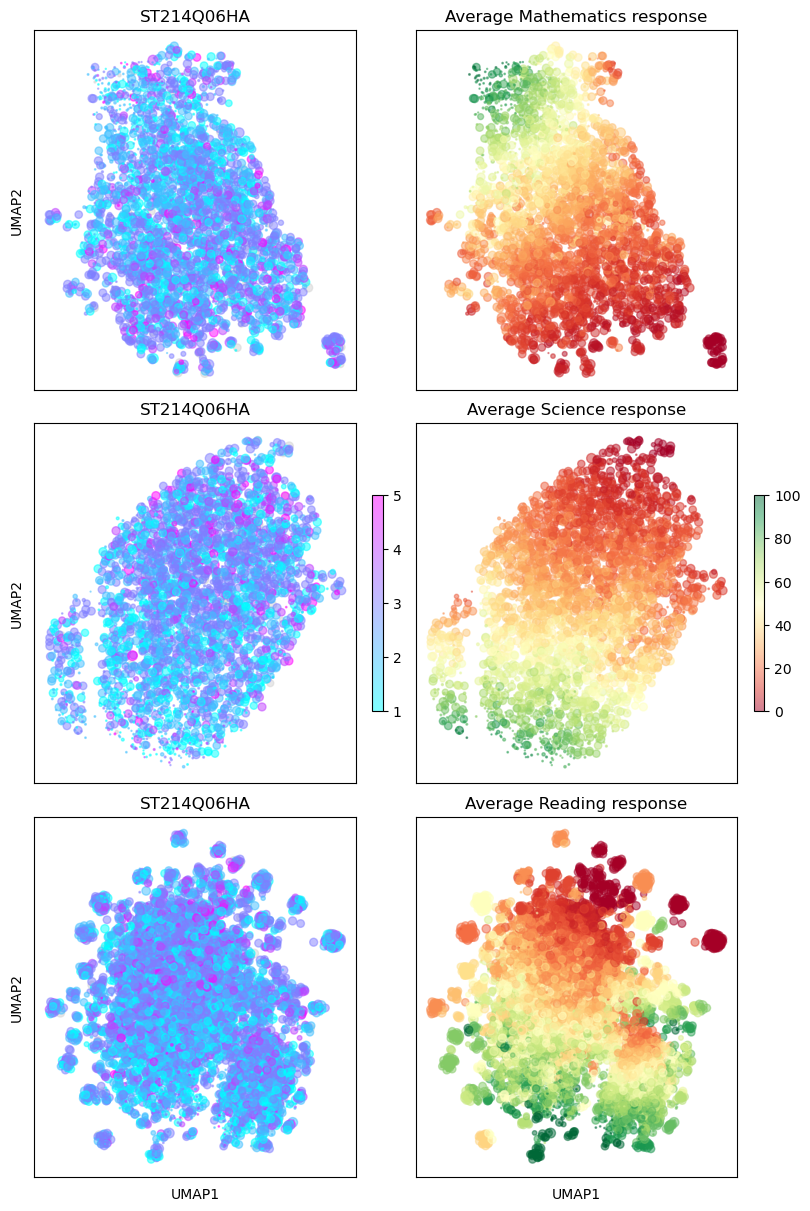 ST214Q06HA
Average Mathematics response
UMAP2
ST214Q06HA
Average Science response
UMAP2
5
4
3
2
1
100
80
60
40
20
0
ST214Q06HA
Average Reading response
UMAP2
UMAP1
UMAP1